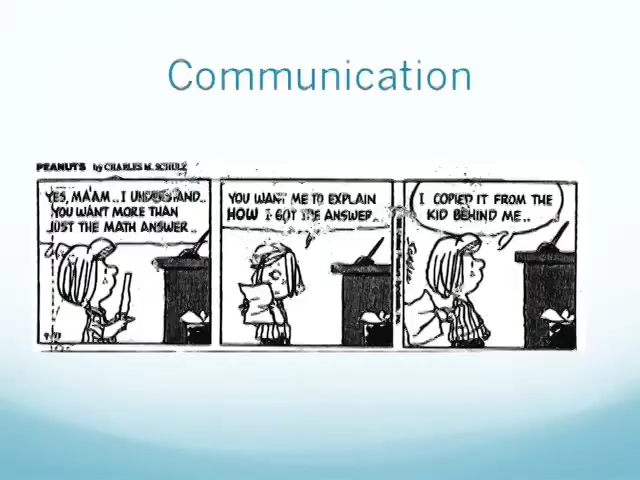 Communication
PEANUTS by CHARLES M. SCHULZ
YES, MA'AM.. I UNDERSTAND..
YOU WANT MORE THAN
JUST THE MATH ANSWER..
YOU WANT ME TO EXPLAIN
HOW I GOT THE ANSWER..
I COPIED IT FROM THE
KID BEHIND ME..